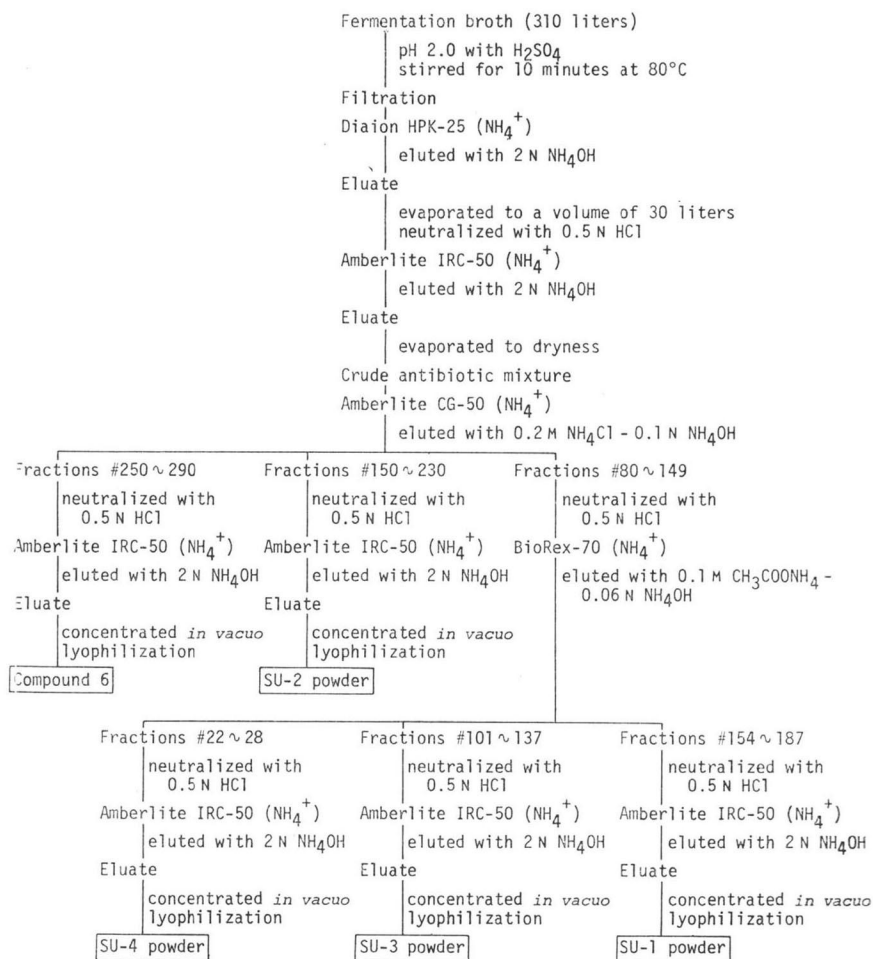 Fermentation broth (310 liters)
pH 2.0 with H₂SO₄
stirred for 10 minutes at 80°C
Filtration
Diaion HPK-25 (NH₄⁺)
eluted with 2 N NH₄OH
Eluate
evaporated to a volume of 30 liters
neutralized with 0.5 N HCl
Amberlite IRC-50 (NH₄⁺)
eluted with 2 N NH₄OH
Eluate
evaporated to dryness
Crude antibiotic mixture
Amberlite CG-50 (NH₄⁺)
eluted with 0.2 M NH₄Cl - 0.1 N NH₄OH
Fractions #250 ~ 290
neutralized with
0.5 N HCl
Amberlite IRC-50 (NH₄⁺)
eluted with 2 N NH₄OH
Eluate
concentrated in vacuo
lyophilization
Compound 6
Fractions #150 ~ 230
neutralized with
0.5 N HCl
Amberlite IRC-50 (NH₄⁺)
eluted with 2 N NH₄OH
Eluate
concentrated in vacuo
lyophilization
SU-2 powder
Fractions #80 ~ 149
neutralized with
0.5 N HCl
BioRex-70 (NH₄⁺)
eluted with 0.1 M CH₃COONH₄ -
0.06 N NH₄OH
Fractions #22 ~ 28
neutralized with
0.5 N HCl
Amberlite IRC-50 (NH₄⁺)
eluted with 2 N NH₄OH
Eluate
concentrated in vacuo
lyophilization
SU-4 powder
Fractions #101 ~ 137
neutralized with
0.5 N HCl
Amberlite IRC-50 (NH₄⁺)
eluted with 2 N NH₄OH
Eluate
concentrated in vacuo
lyophilization
SU-3 powder
Fractions #154 ~ 187
neutralized with
0.5 N HCl
Amberlite IRC-50 (NH₄⁺)
eluted with 2 N NH₄OH
Eluate
concentrated in vacuo
lyophilization
SU-1 powder